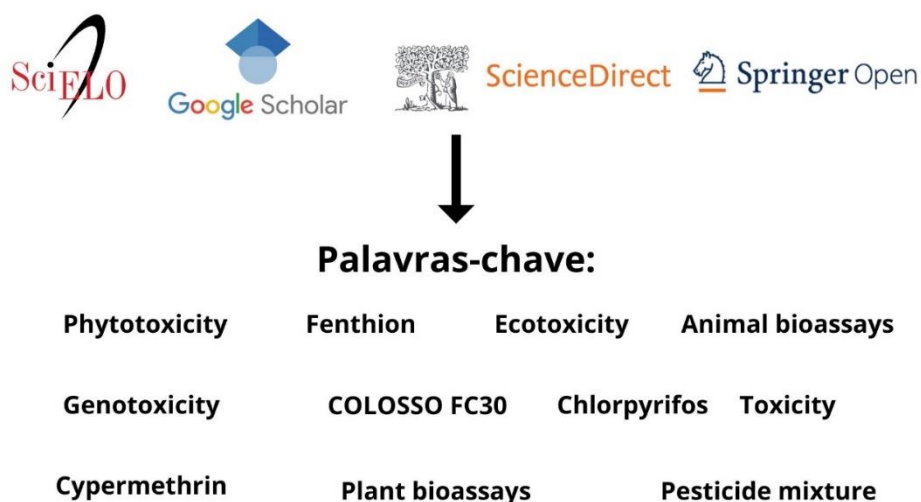 SciELO
Google Scholar
ScienceDirect
Springer Open
Palavras-chave:
Phytotoxicity Fenthion Ecotoxicity Animal bioassays
Genotoxicity COLOSSO FC30 Chlorpyrifos Toxicity
Cypermethrin Plant bioassays Pesticide mixture